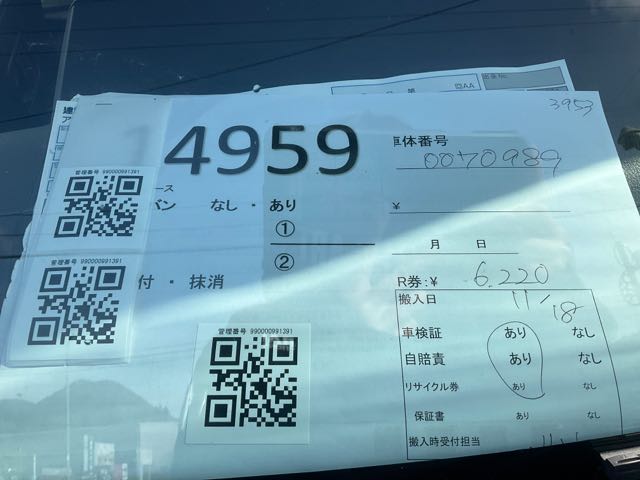 AA
3953
14959
車体番号
0070989
管理番号 990000991391
ース
バン なし・あり
①
②
¥
月 日
管理番号 990000991391
付・抹消
R券:¥ 6,220
搬入日 11/18
車検証 あり なし
自賠責 あり なし
リサイクル券 あり なし
保証書 あり なし
搬入時受付担当
管理番号 990000991391